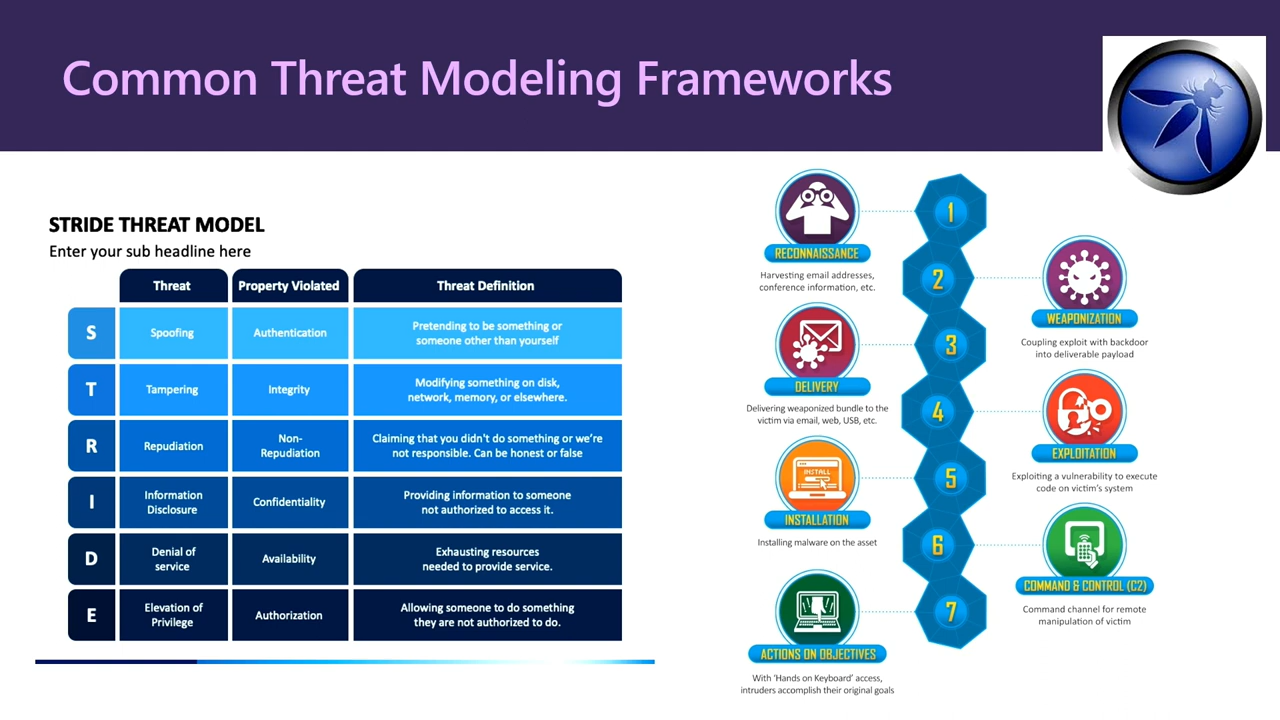 Common Threat Modeling Frameworks
STRIDE THREAT MODEL
Enter your sub headline here
Threat
Property Violated
Threat Definition
S
Spoofing
Authentication
Pretending to be something or
someone other than yourself
T
Tampering
Integrity
Modifying something on disk,
network, memory, or elsewhere.
R
Repudiation
Non-
Repudiation
Claiming that you didn't do something or we're
not responsible. Can be honest or false
I
Information
Disclosure
Confidentiality
Providing information to someone
not authorized to access it.
D
Denial of
service
Availability
Exhausting resources
needed to provide service.
E
Elevation of
Privilege
Authorization
Allowing someone to do something
they are not authorized to do.
1
RECONNAISSANCE
Harvesting email addresses,
conference information, etc.
2
WEAPONIZATION
Coupling exploit with backdoor
into deliverable payload
3
DELIVERY
Delivering weaponized bundle to the
victim via email, web, USB, etc.
4
EXPLOITATION
Exploiting a vulnerability to execute
code on victim's system
5
INSTALL
INSTALLATION
Installing malware on the asset
6
COMMAND & CONTROL (C2)
Command channel for remote
manipulation of victim
7
ACTIONS ON OBJECTIVES
With 'Hands on Keyboard' access,
intruders accomplish their original goals